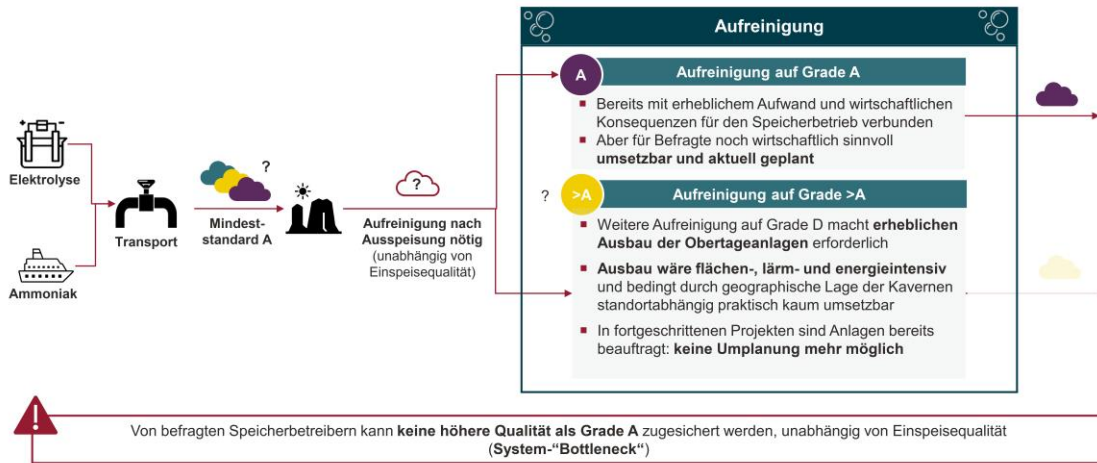 Aufreinigung
A
Aufreinigung auf Grade A
Bereits mit erheblichem Aufwand und wirtschaftlichen
Konsequenzen für den Speicherbetrieb verbunden
Aber für Befragte noch wirtschaftlich sinnvoll
umsetzbar und aktuell geplant
Elektrolyse
Ammoniak
Transport
?
Mindest-
standard A
?
Aufreinigung nach
Ausspeisung nötig
(unabhängig von
Einspeisequalität)
?
>A
Aufreinigung auf Grade >A
Weitere Aufreinigung auf Grade D macht erheblichen
Ausbau der Obertageanlagen erforderlich
Ausbau wäre flächen-, lärm- und energieintensiv
und bedingt durch geographische Lage der Kavernen
standortabhängig praktisch kaum umsetzbar
In fortgeschrittenen Projekten sind Anlagen bereits
beauftragt: keine Umplanung mehr möglich
Von befragten Speicherbetreibern kann keine höhere Qualität als Grade A zugesichert werden, unabhängig von Einspeisequalität
(System-“Bottleneck“)